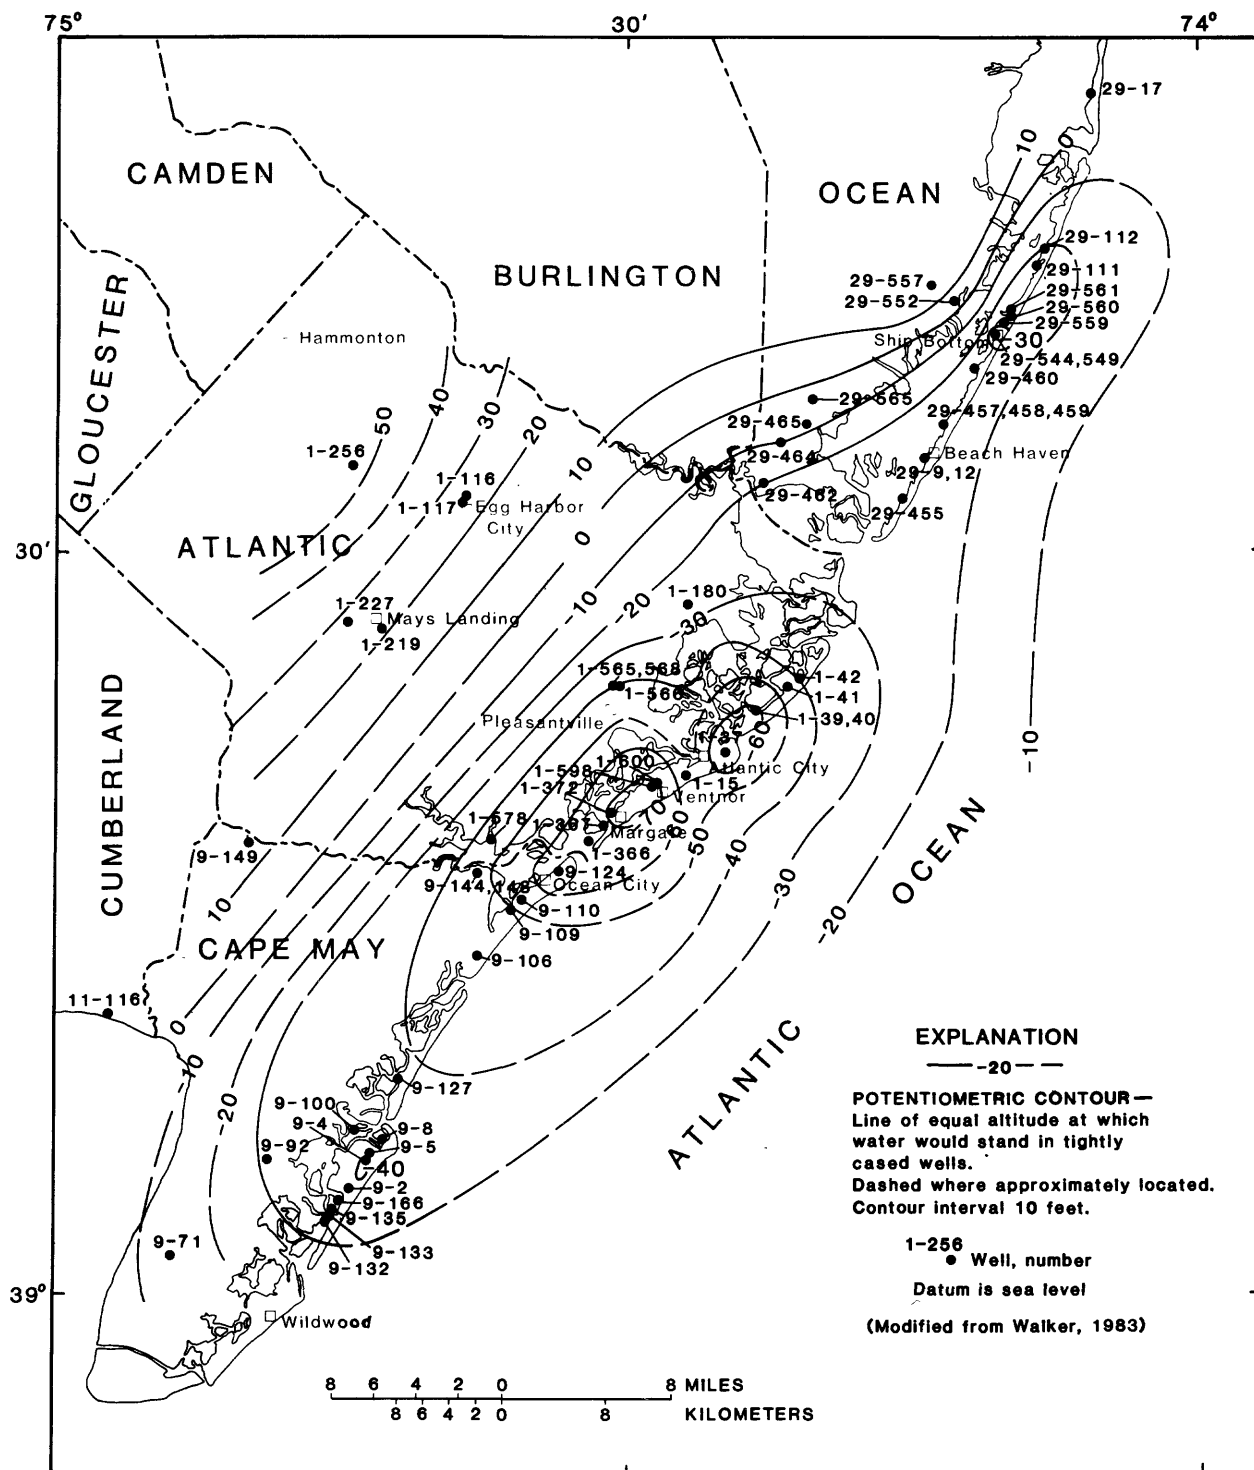 75°
30'
74°
29-17
10
0
CAMDEN
OCEAN
29-112
BURLINGTON
29-111
29-557
29-561
29-552
29-560
GLOUCESTER
29-559
Hammonton
Ship Bottom
-30
29-544,549
29-460
40
50
30
29-565
20
29-457,458,459
29-465
1-256
29-464
Beach Haven
10
29-9,12
1-116
29-462
1-117
Egg Harbor
City
29-455
0
ATLANTIC
30'
-10
-20
1-180
1-227
Mays Landing
-30
1-219
1-565,568
1-42
1-566
1-41
CUMBERLAND
Pleasantville
1-39,40
1-37
-60
-10
1-600
Atlantic City
1-598
1-15
1-372
Ventnor
70
60
1-578
1-367
Margate
50
OCEAN
9-149
1-366
40
9-124
9-144,148
Ocean City
-30
10
9-110
-20
9-109
CAPE MAY
9-106
11-116
0
EXPLANATION
ATLANTIC
-10
-20
9-127
POTENTIOMETRIC CONTOUR—
Line of equal altitude at which
water would stand in tightly
cased wells.
Dashed where approximately located.
Contour interval 10 feet.
-20
9-100
9-4
9-8
9-92
9-5
-40
9-2
9-166
9-135
9-71
9-133
9-132
1-256
Well, number
Datum is sea level
(Modified from Walker, 1983)
39°
Wildwood
8 6 4 2 0 8 MILES
8 6 4 2 0 8 KILOMETERS